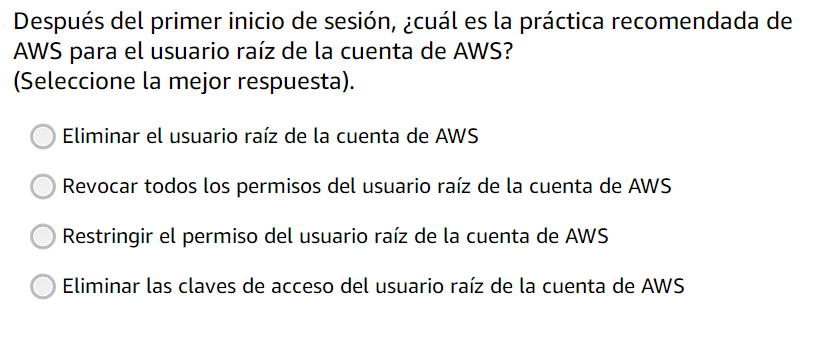 Después del primer inicio de sesión, ¿cuál es la práctica recomendada de
AWS para el usuario raíz de la cuenta de AWS?
(Seleccione la mejor respuesta).
Eliminar el usuario raíz de la cuenta de AWS
Revocar todos los permisos del usuario raíz de la cuenta de AWS
Restringir el permiso del usuario raíz de la cuenta de AWS
Eliminar las claves de acceso del usuario raíz de la cuenta de AWS